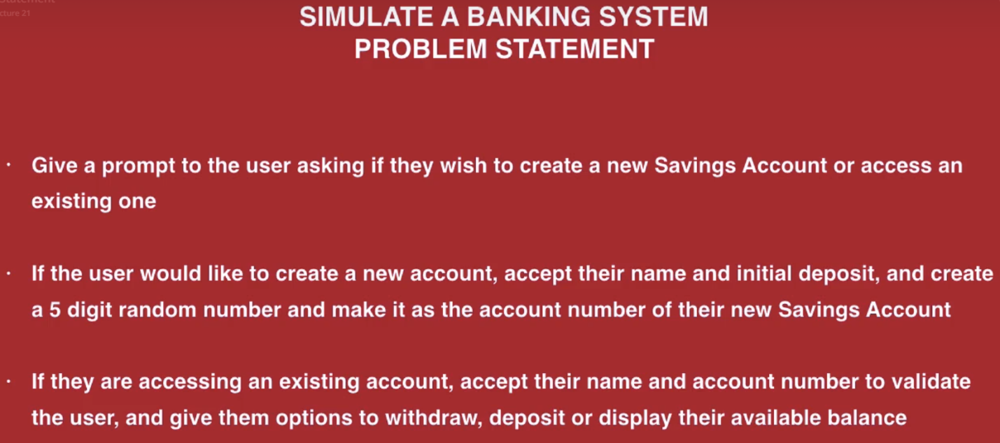 Statement
cture 21
SIMULATE A BANKING SYSTEM
PROBLEM STATEMENT
· Give a prompt to the user asking if they wish to create a new Savings Account or access an
existing one
· If the user would like to create a new account, accept their name and initial deposit, and create
a 5 digit random number and make it as the account number of their new Savings Account
· If they are accessing an existing account, accept their name and account number to validate
the user, and give them options to withdraw, deposit or display their available balance